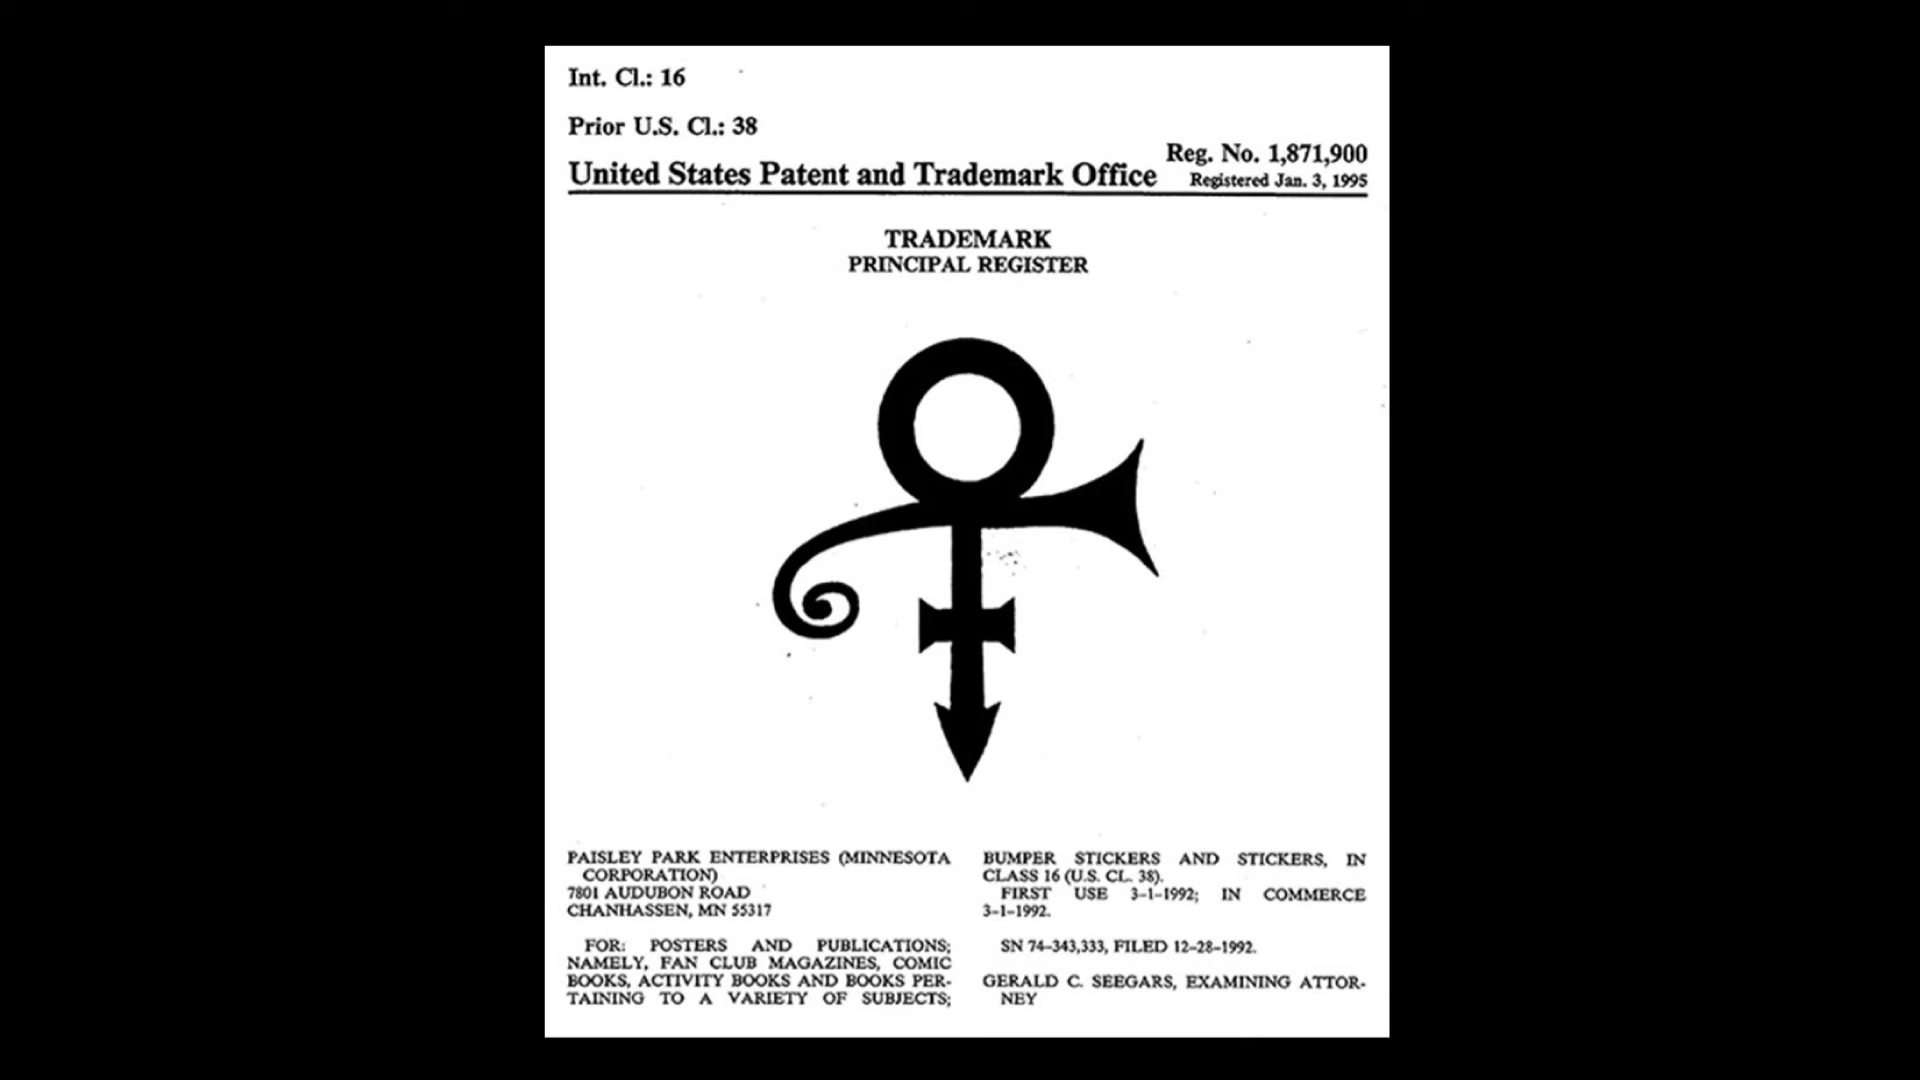 Int. Cl.: 16
Prior U.S. Cl.: 38
Reg. No. 1,871,900
United States Patent and Trademark Office
Registered Jan. 3, 1995
TRADEMARK
PRINCIPAL REGISTER
PAISLEY PARK ENTERPRISES (MINNESOTA
CORPORATION)
7801 AUDUBON ROAD
CHANHASSEN, MN 55317
FOR: POSTERS AND PUBLICATIONS;
NAMELY, FAN CLUB MAGAZINES, COMIC
BOOKS, ACTIVITY BOOKS AND BOOKS PER-
TAINING TO A VARIETY OF SUBJECTS;
BUMPER STICKERS AND STICKERS, IN
CLASS 16 (U.S. CL. 38).
FIRST USE 3-1-1992; IN COMMERCE
3-1-1992.
SN 74-343,333, FILED 12-28-1992.
GERALD C. SEEGARS, EXAMINING ATTOR-
NEY